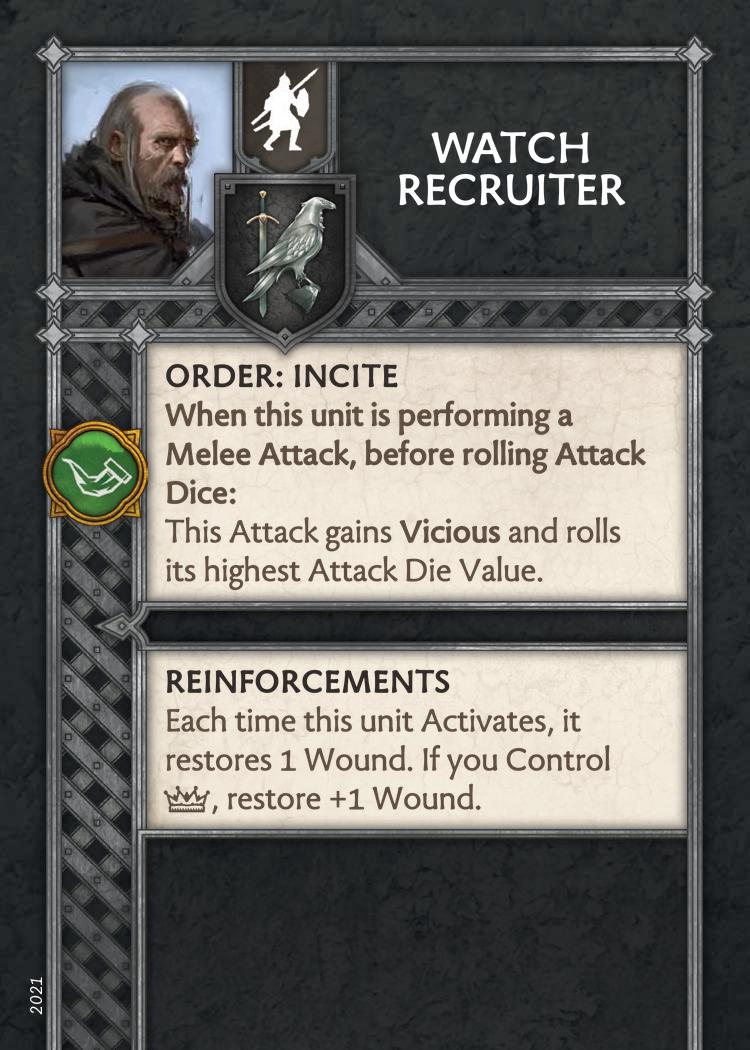 WATCH
RECRUITER
ORDER: INCITE
When this unit is performing a
Melee Attack, before rolling Attack
Dice:
This Attack gains Vicious and rolls
its highest Attack Die Value.
REINFORCEMENTS
Each time this unit Activates, it
restores 1 Wound. If you Control
, restore +1 Wound.
2021